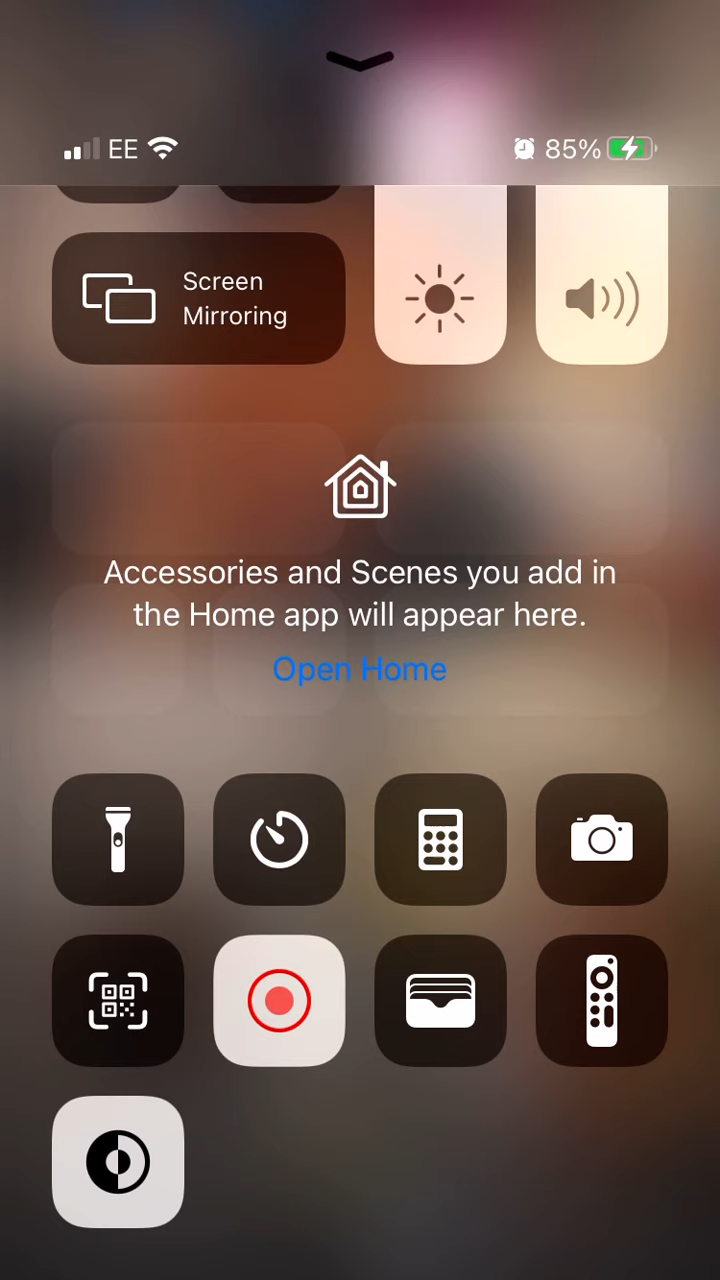 EE
85%
Screen
Mirroring
Accessories and Scenes you add in
the Home app will appear here.
Open Home